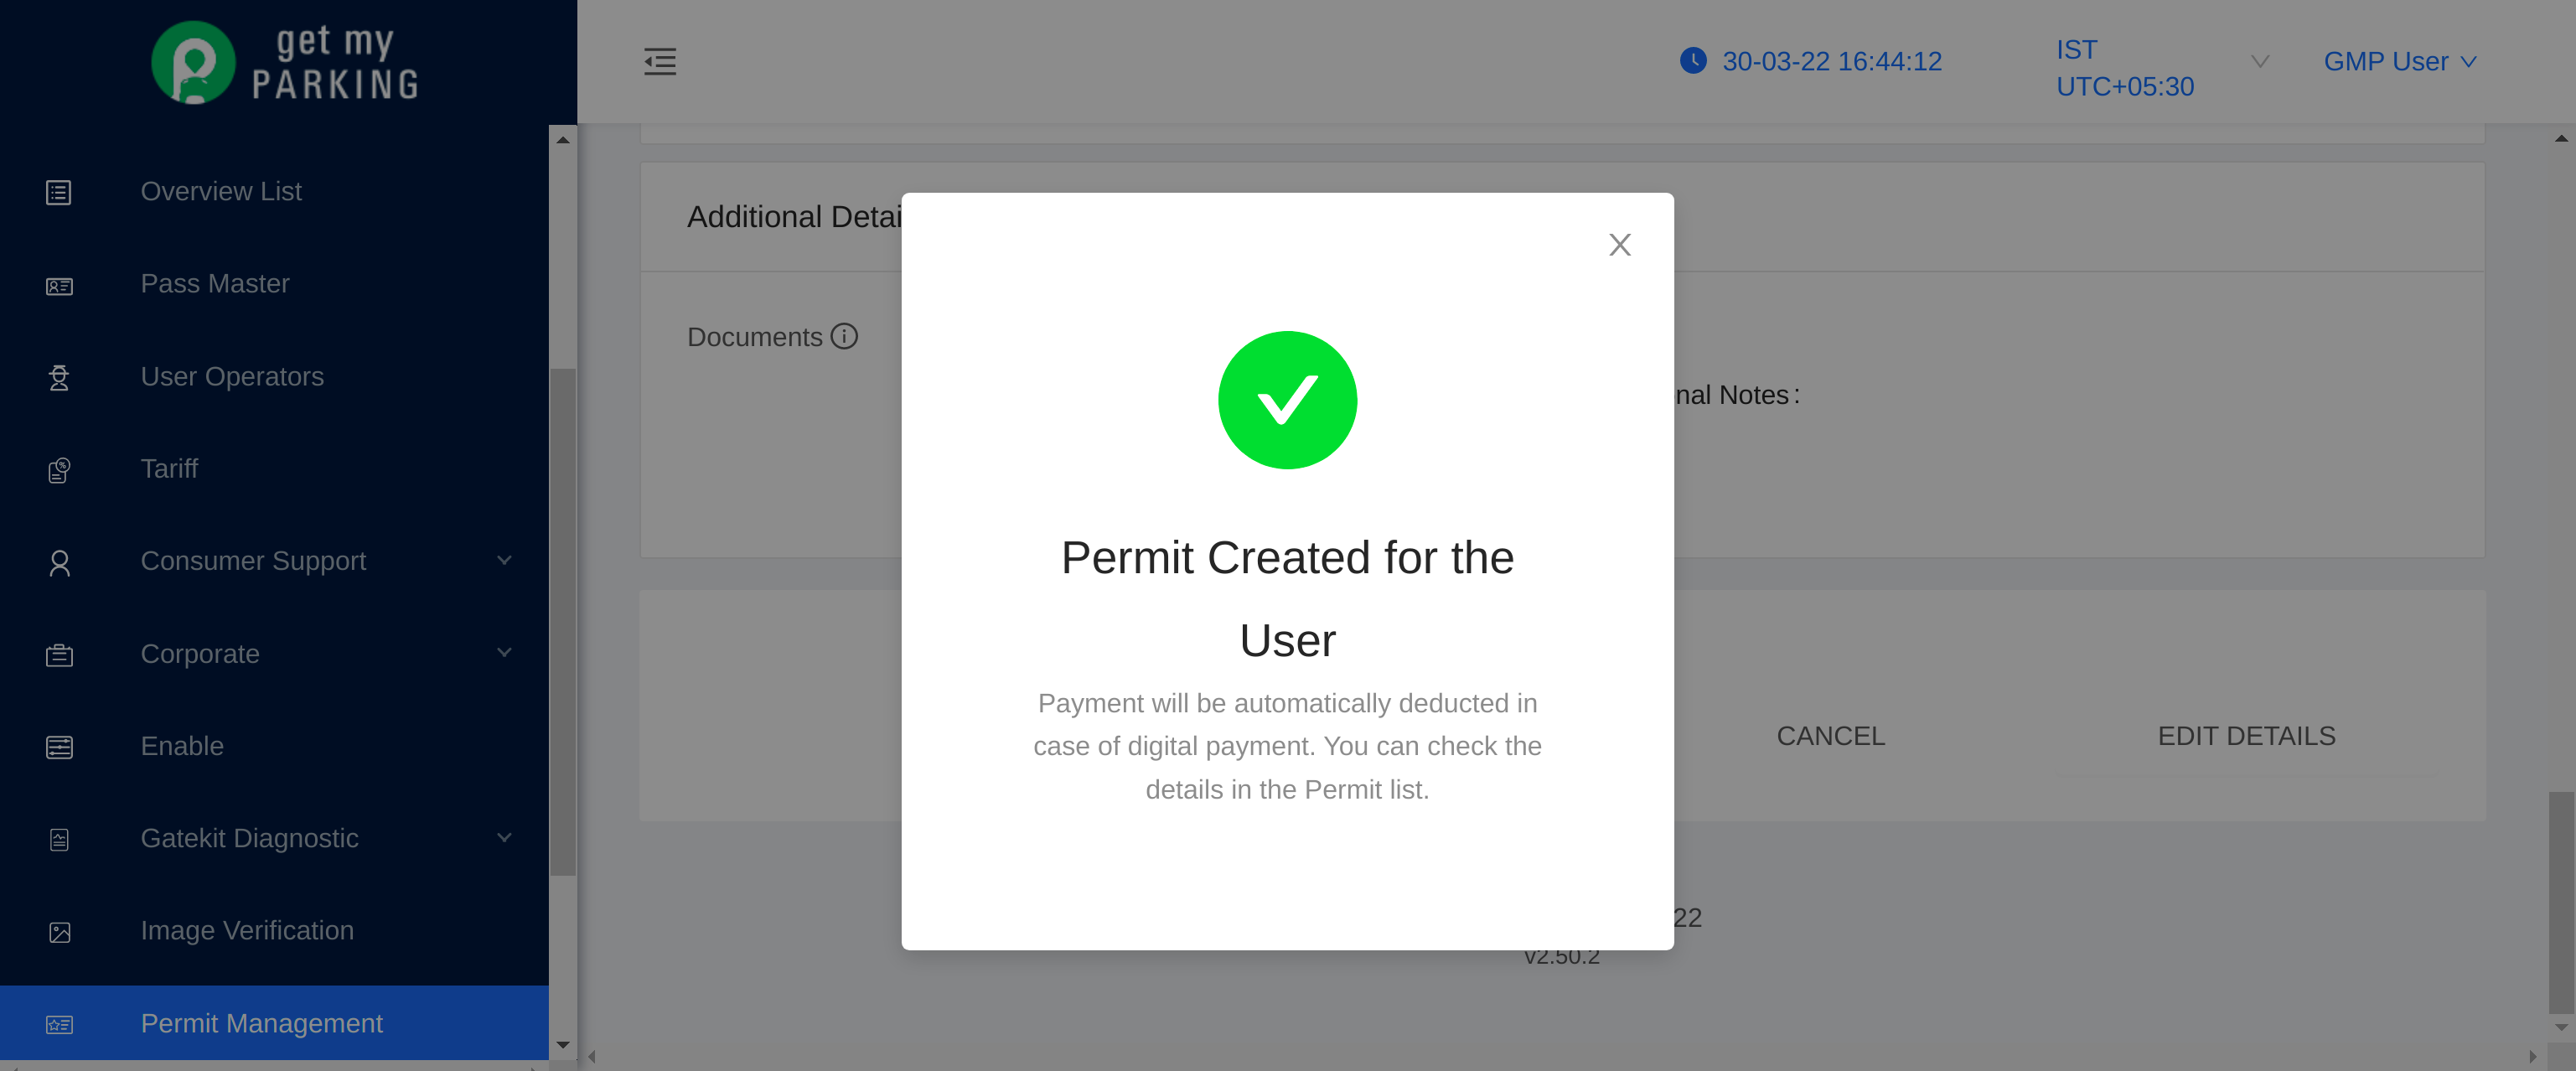 get my
PARKING
30-03-22 16:44:12
IST
UTC+05:30
GMP User
Overview List
Pass Master
User Operators
Tariff
Consumer Support
Corporate
Enable
Gatekit Diagnostic
Image Verification
Permit Management
Additional Detai
Documents
nal Notes :
Permit Created for the
User
Payment will be automatically deducted in
case of digital payment. You can check the
details in the Permit list.
CANCEL
EDIT DETAILS
22
v2.50.2